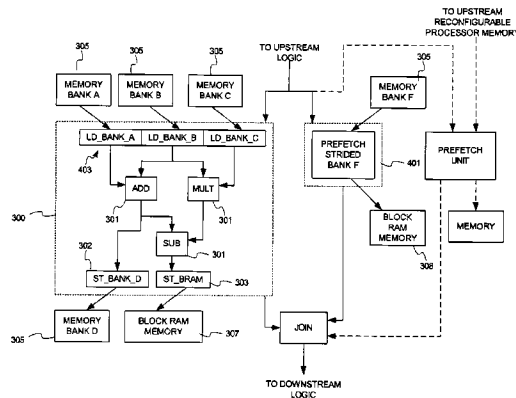 TO UPSTREAM
RECONFIGURABLE
PROCESSOR MEMORY
TO UPSTREAM
LOGIC
305
305
305
305
MEMORY
BANK A
MEMORY
BANK B
MEMORY
BANK C
MEMORY
BANK F
LD_BANK_A
LD_BANK_B
LD_BANK_C
403
PREFETCH
STRIDED
BANK F
401
PREFETCH
UNIT
ADD
MULT
301
301
300
BLOCK
RAM
MEMORY
308
MEMORY
SUB
301
302
ST_BANK_D
ST_BRAM
303
MEMORY
BANK D
305
BLOCK RAM
MEMORY
307
JOIN
TO DOWNSTREAM
LOGIC